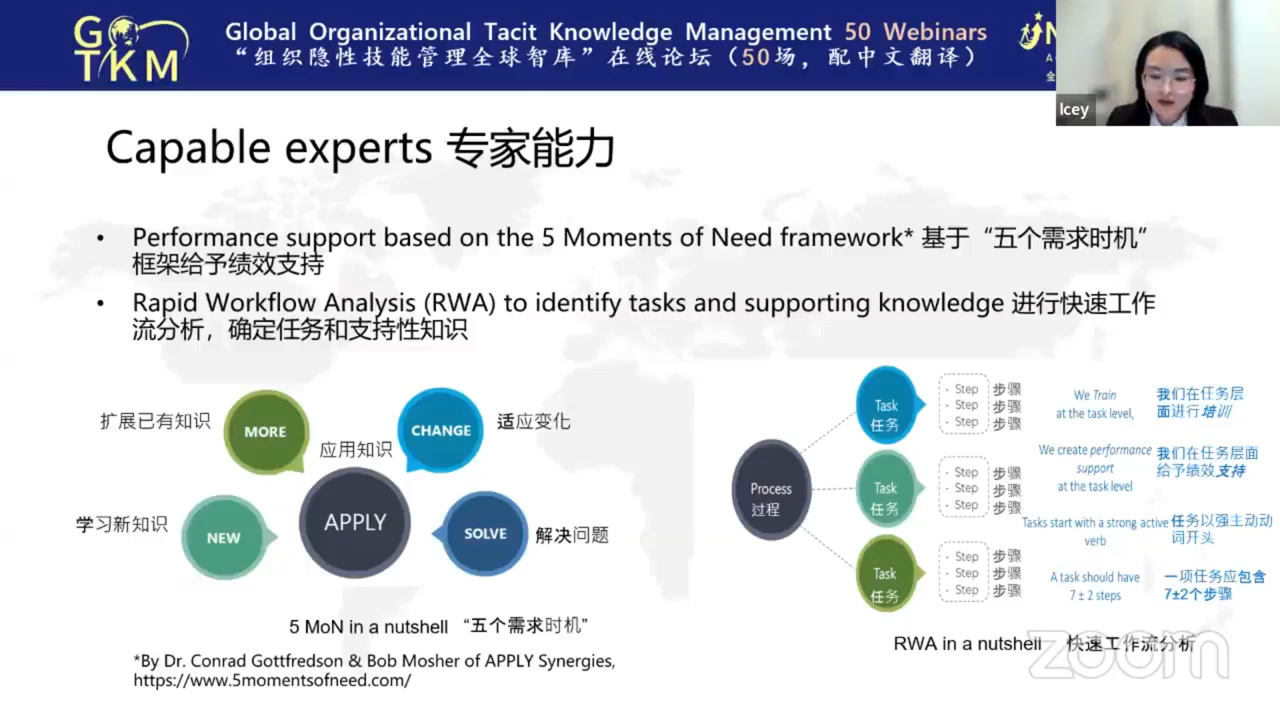 GOTKM
Global Organizational Tacit Knowledge Management 50 Webinars
“组织隐性技能管理全球智库”在线论坛（50场，配中文翻译）
Icey
Capable experts 专家能力
• Performance support based on the 5 Moments of Need framework* 基于“五个需求时机”
框架给予绩效支持
• Rapid Workflow Analysis (RWA) to identify tasks and supporting knowledge 进行快速工作
流分析，确定任务和支持性知识
扩展已有知识
MORE
应用知识
CHANGE
适应变化
学习新知识
NEW
APPLY
SOLVE
解决问题
5 MoN in a nutshell “五个需求时机”
*By Dr. Conrad Gottfredson & Bob Mosher of APPLY Synergies,
https://www.5momentsofneed.com/
Process
过程
Task
任务
· Step 步骤
· Step 步骤
· Step 步骤
Task
任务
· Step 步骤
· Step 步骤
· Step 步骤
Task
任务
· Step 步骤
· Step 步骤
· Step 步骤
We Train
at the task level,
我们在任务层
面进行培训
We create performance
support
at the task level
我们在任务层面
给予绩效支持
Tasks start with a strong active
verb
任务以强主动动
词开头
A task should have
7 ± 2 steps
一项任务应包含
7±2个步骤
RWA in a nutshell 快速工作流分析
zoom